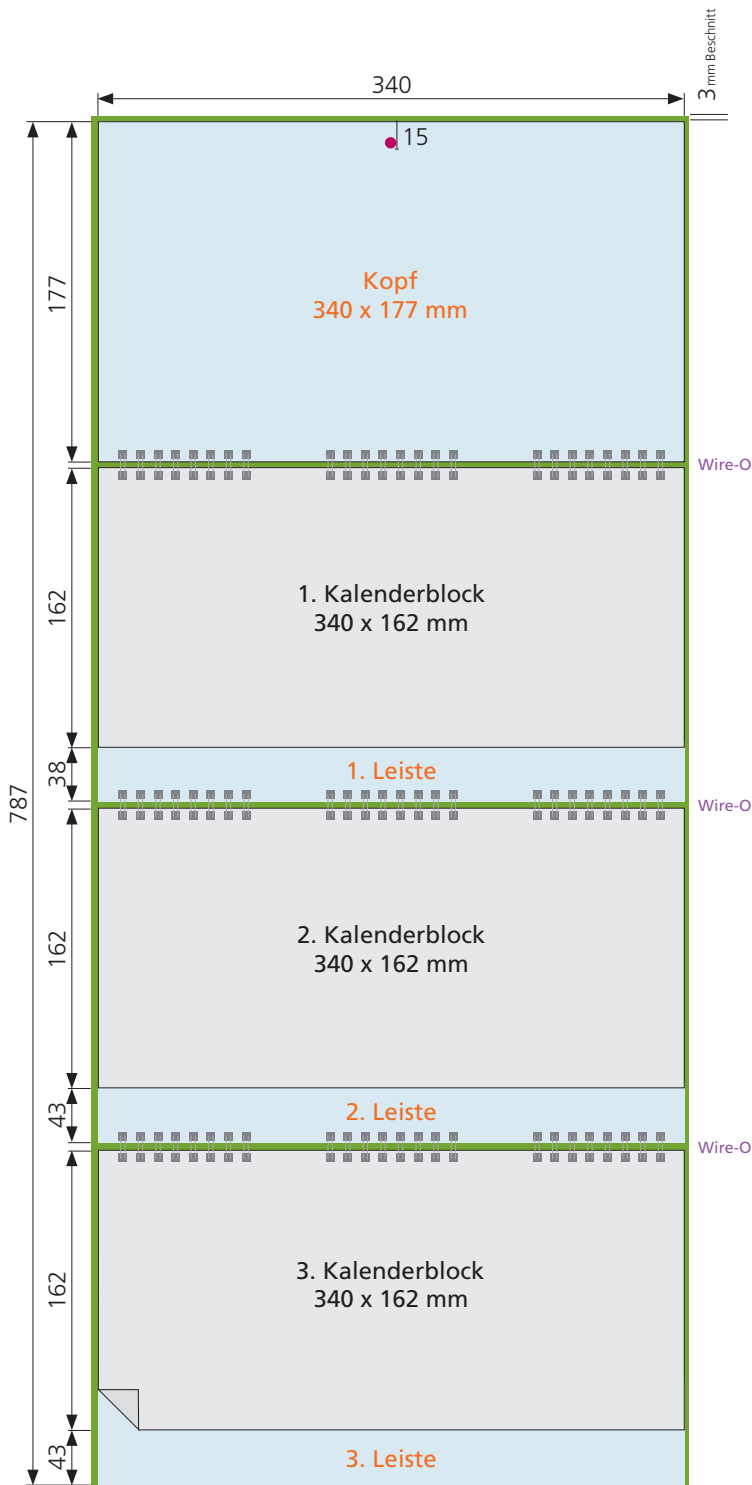 3 mm Beschnitt
340
15
177
Kopf
340 x 177 mm
Wire-O
787
162
1. Kalenderblock
340 x 162 mm
38
1. Leiste
Wire-O
162
2. Kalenderblock
340 x 162 mm
43
2. Leiste
Wire-O
162
3. Kalenderblock
340 x 162 mm
43
3. Leiste